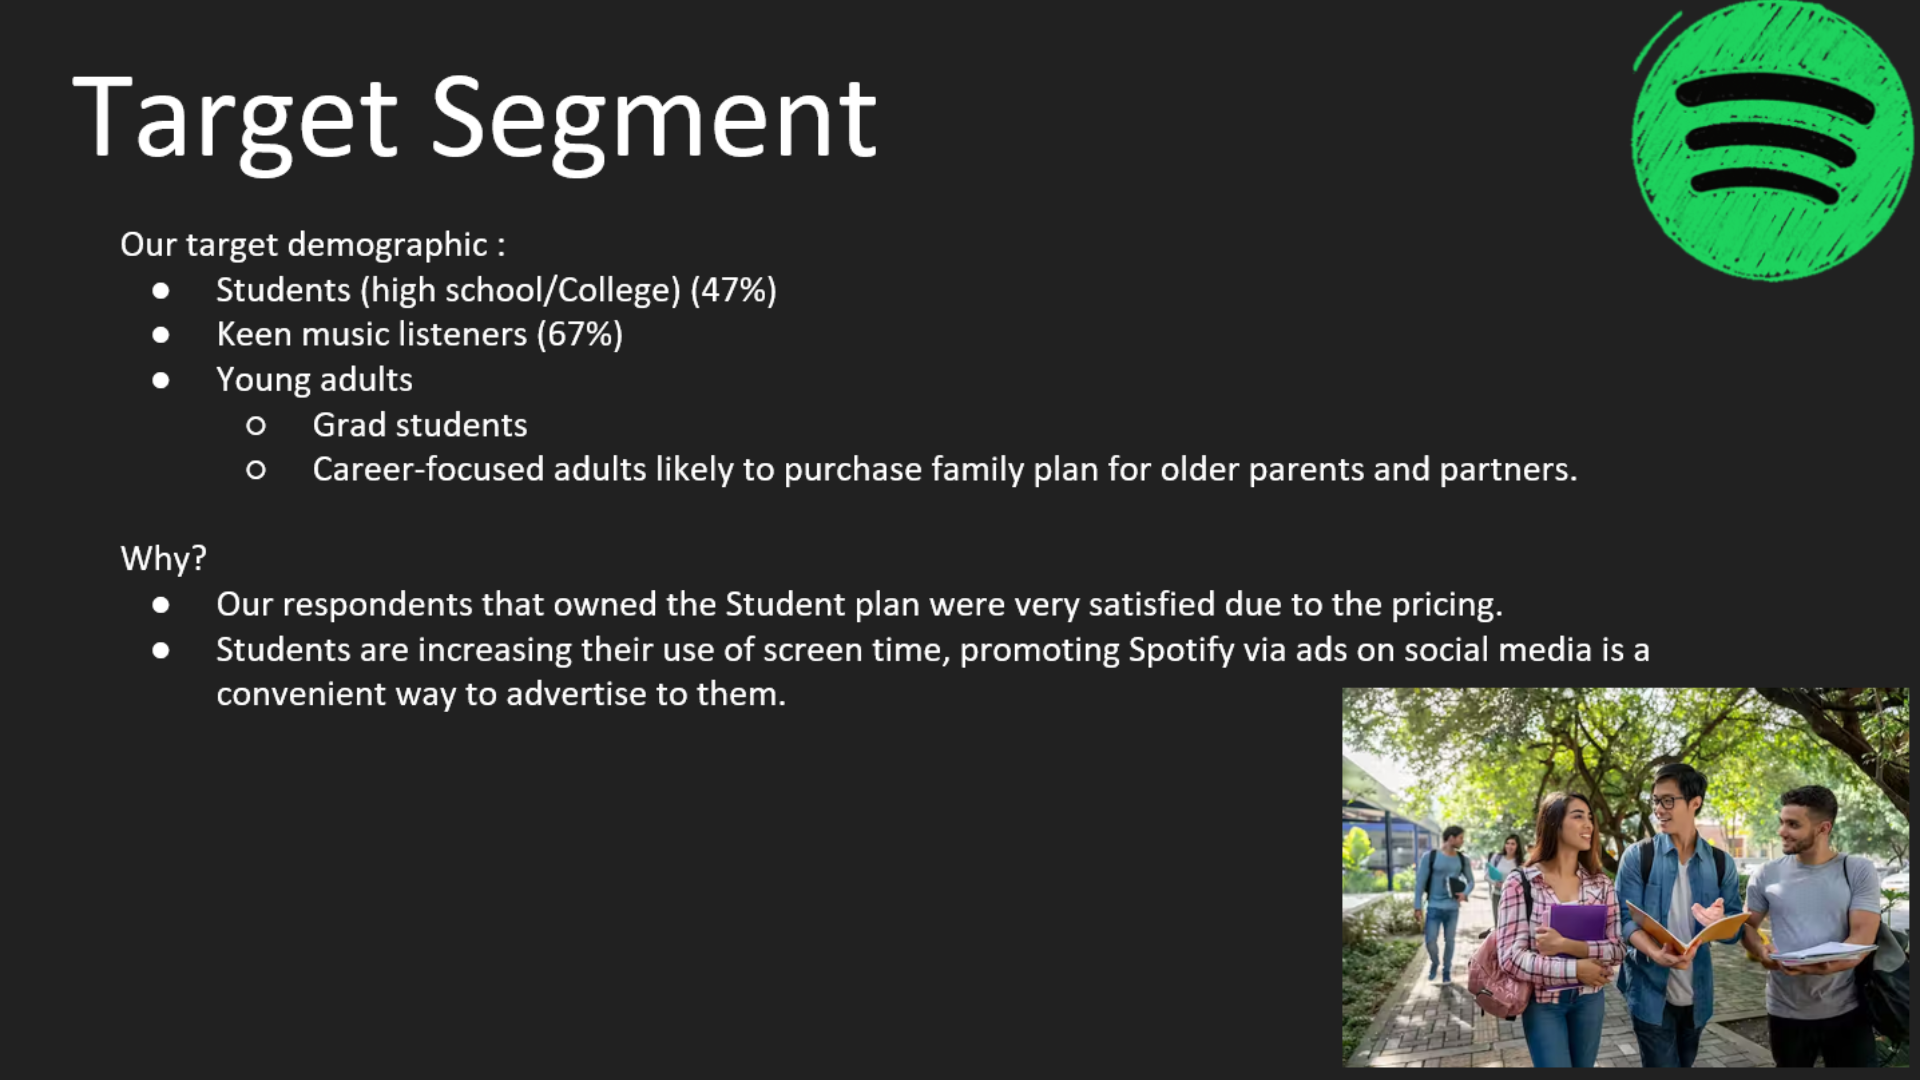 Target Segment
Our target demographic :
● Students (high school/College) (47%)
● Keen music listeners (67%)
● Young adults
○ Grad students
○ Career-focused adults likely to purchase family plan for older parents and partners.
Why?
● Our respondents that owned the Student plan were very satisfied due to the pricing.
● Students are increasing their use of screen time, promoting Spotify via ads on social media is a
convenient way to advertise to them.